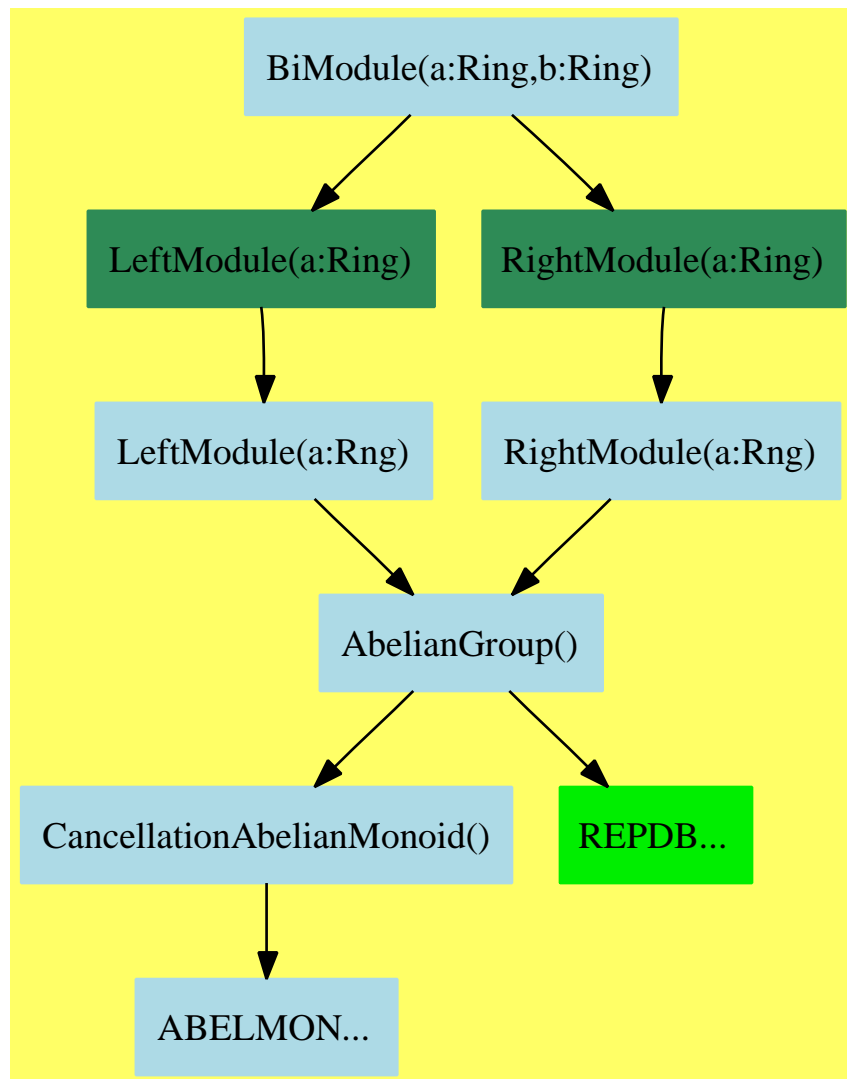 BiModule(a:Ring,b:Ring)
LeftModule(a:Ring)
RightModule(a:Ring)
LeftModule(a:Rng)
RightModule(a:Rng)
AbelianGroup()
CancellationAbelianMonoid()
REPDB...
ABELMON...